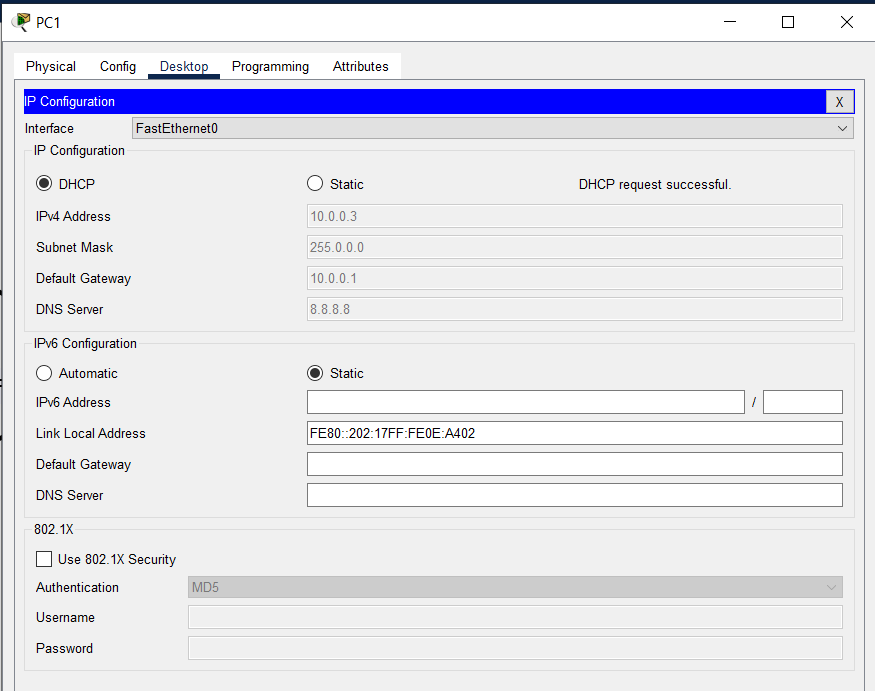 PC1
Physical Config Desktop Programming Attributes
IP Configuration X
Interface FastEthernet0
IP Configuration
DHCP Static DHCP request successful.
IPv4 Address 10.0.0.3
Subnet Mask 255.0.0.0
Default Gateway 10.0.0.1
DNS Server 8.8.8.8
IPv6 Configuration
Automatic Static
IPv6 Address /
Link Local Address FE80::202:17FF:FE0E:A402
Default Gateway
DNS Server
802.1X
Use 802.1X Security
Authentication MD5
Username
Password